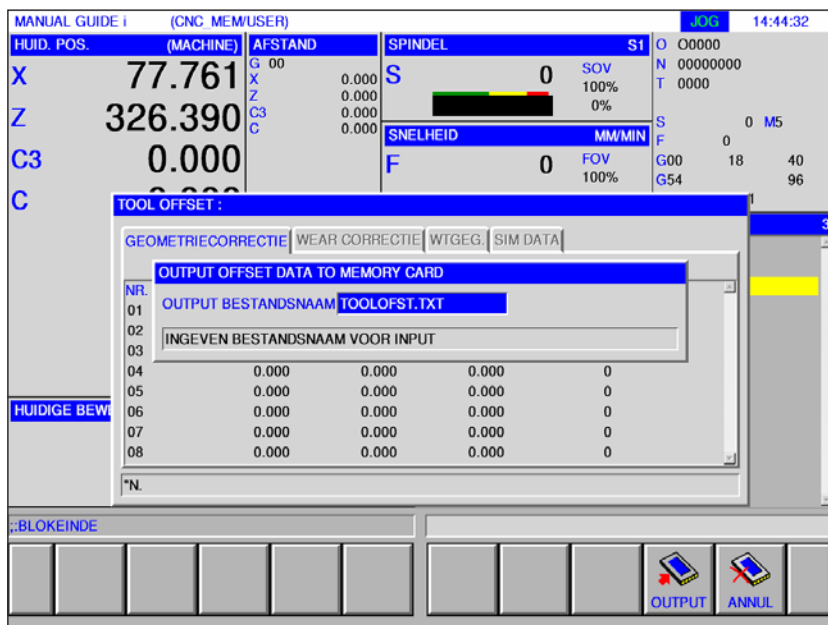 MANUAL GUIDE i (CNC_MEM/USER) JOG 14:44:32
HUID. POS. (MACHINE) AFSTAND SPINDEL S1 O O0000
X 77.761 G 00 S 0 SOV N 00000000
X 0.000 100% T 0000
Z 326.390 Z 0.000 0%
C3 0.000 S 0 M5
C 0.000 SNELHEID MM/MIN F 0
C3 0.000 F 0 FOV G00 18 40
100% G54 96
C
TOOL OFFSET :
GEOMETRIECORRECTIE WEAR CORRECTIE WTGEG. SIM DATA
OUTPUT OFFSET DATA TO MEMORY CARD
NR.
OUTPUT BESTANDSNAAM TOOLOFST.TXT
01
02 INGEVEN BESTANDSNAAM VOOR INPUT
03
04 0.000 0.000 0.000 0
05 0.000 0.000 0.000 0
HUIDIGE BEW 06 0.000 0.000 0.000 0
07 0.000 0.000 0.000 0
08 0.000 0.000 0.000 0
"N.
;:BLOKEINDE
OUTPUT ANNUL